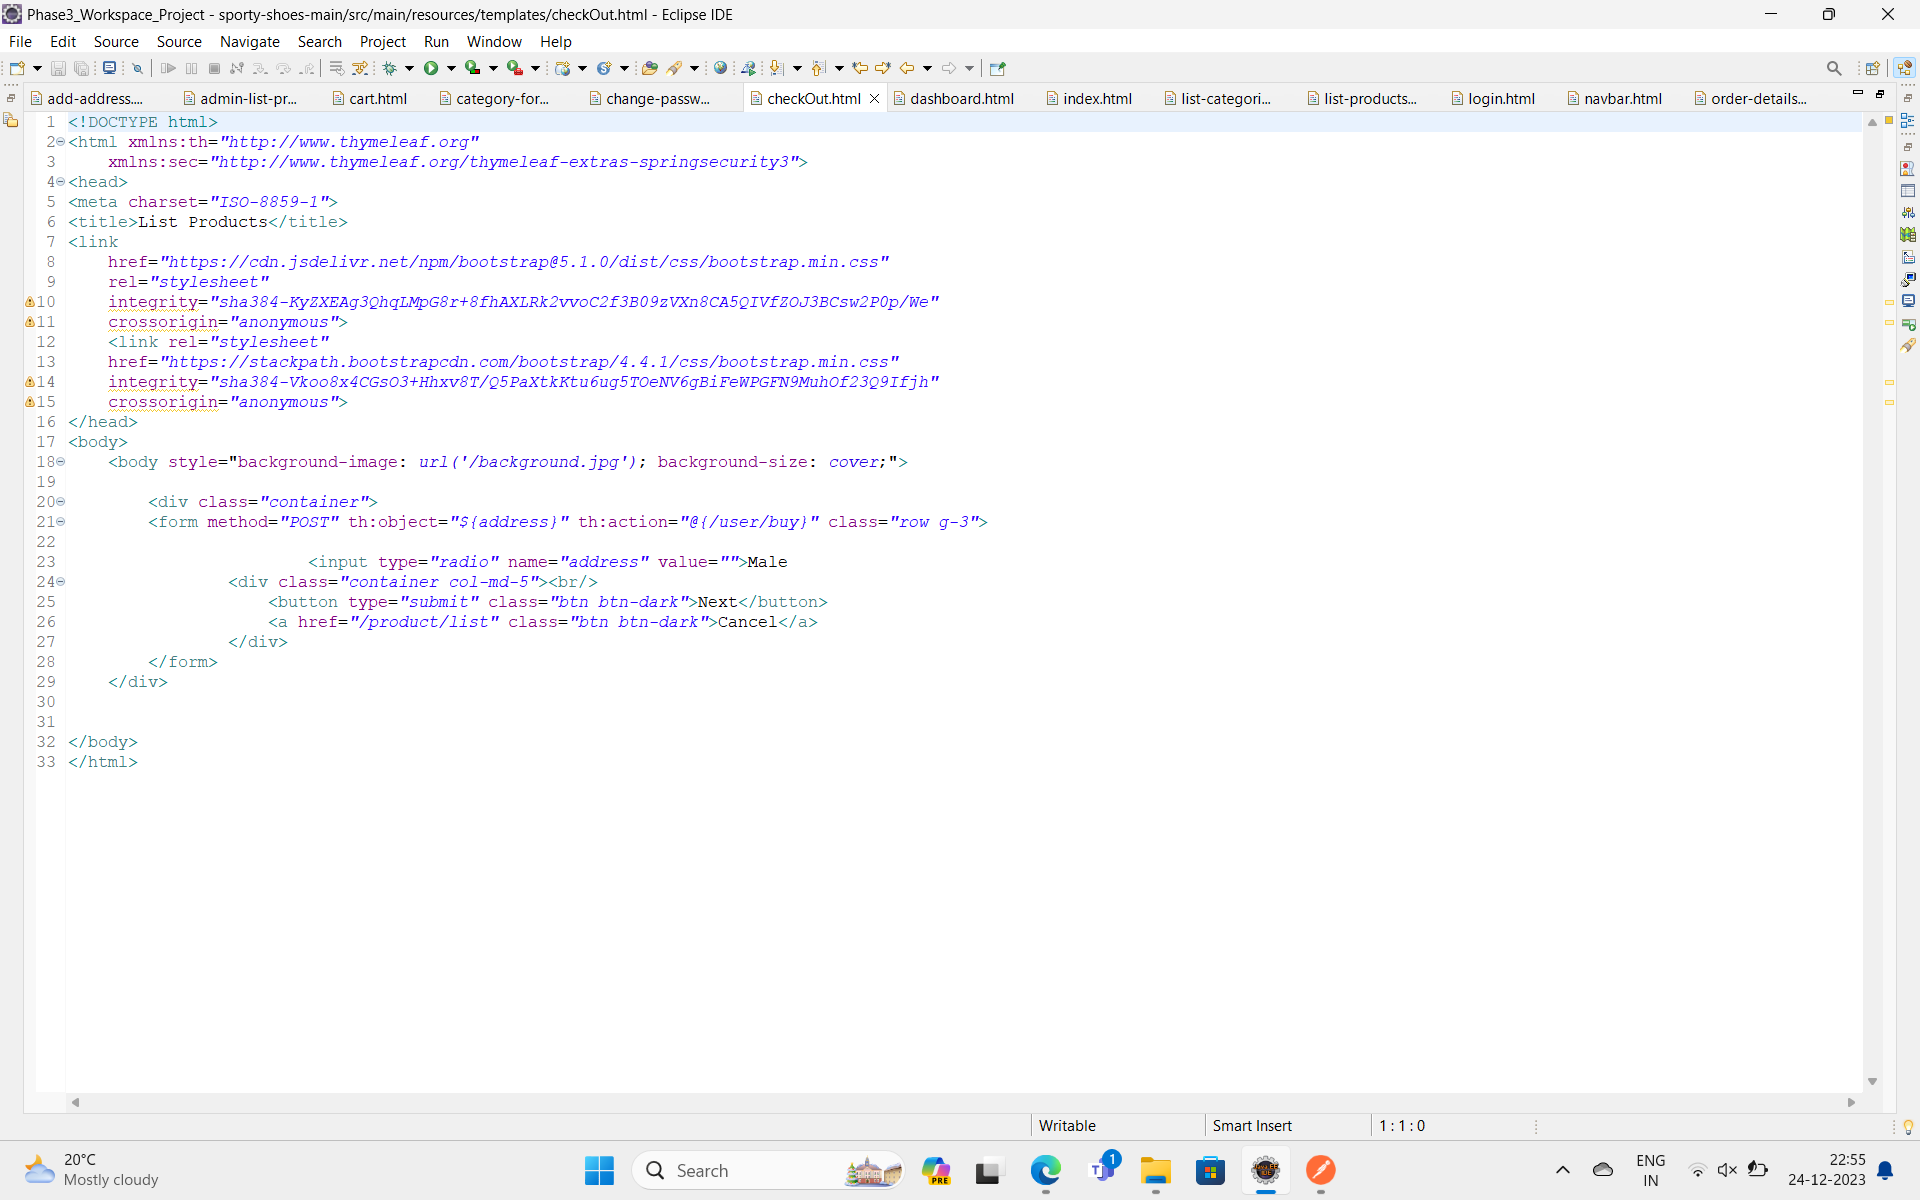 Phase3_Workspace_Project - sporty-shoes-main/src/main/resources/templates/checkOut.html - Eclipse IDE
File Edit Source Source Navigate Search Project Run Window Help
add-address.... admin-list-pr... cart.html category-for... change-passw... checkOut.html dashboard.html index.html list-categori... list-products... login.html navbar.html order-details...
1 <!DOCTYPE html>
2 <html xmlns:th="http://www.thymeleaf.org"
3 xmlns:sec="http://www.thymeleaf.org/thymeleaf-extras-springsecurity3">
4 <head>
5 <meta charset="ISO-8859-1">
6 <title>List Products</title>
7 <link
8 href="https://cdn.jsdelivr.net/npm/bootstrap@5.1.0/dist/css/bootstrap.min.css"
9 rel="stylesheet"
10 integrity="sha384-KyZXEAg3QhqLMpG8r+8fhAXLRk2vvoC2f3B09zVXn8CA5QIVfZOJ3BCsw2P0p/We"
11 crossorigin="anonymous">
12 <link rel="stylesheet"
13 href="https://stackpath.bootstrapcdn.com/bootstrap/4.4.1/css/bootstrap.min.css"
14 integrity="sha384-Vkoo8x4CGsO3+Hhxv8T/Q5PaXtkKtu6ug5TOeNV6gBiFeWPGFN9MuhOf23Q9Ifjh"
15 crossorigin="anonymous">
16 </head>
17 <body>
18 <body style="background-image: url('/background.jpg'); background-size: cover;">
19
20 <div class="container">
21 <form method="POST" th:object="${address}" th:action="@{/user/buy}" class="row g-3">
22
23 <input type="radio" name="address" value="">Male
24 <div class="container col-md-5"><br/>
25 <button type="submit" class="btn btn-dark">Next</button>
26 <a href="/product/list" class="btn btn-dark">Cancel</a>
27 </div>
28 </form>
29 </div>
30
31
32 </body>
33 </html>
Writable Smart Insert 1 : 1 : 0
20°C
Mostly cloudy
Search
PRE
1
ENG
IN
22:55
24-12-2023